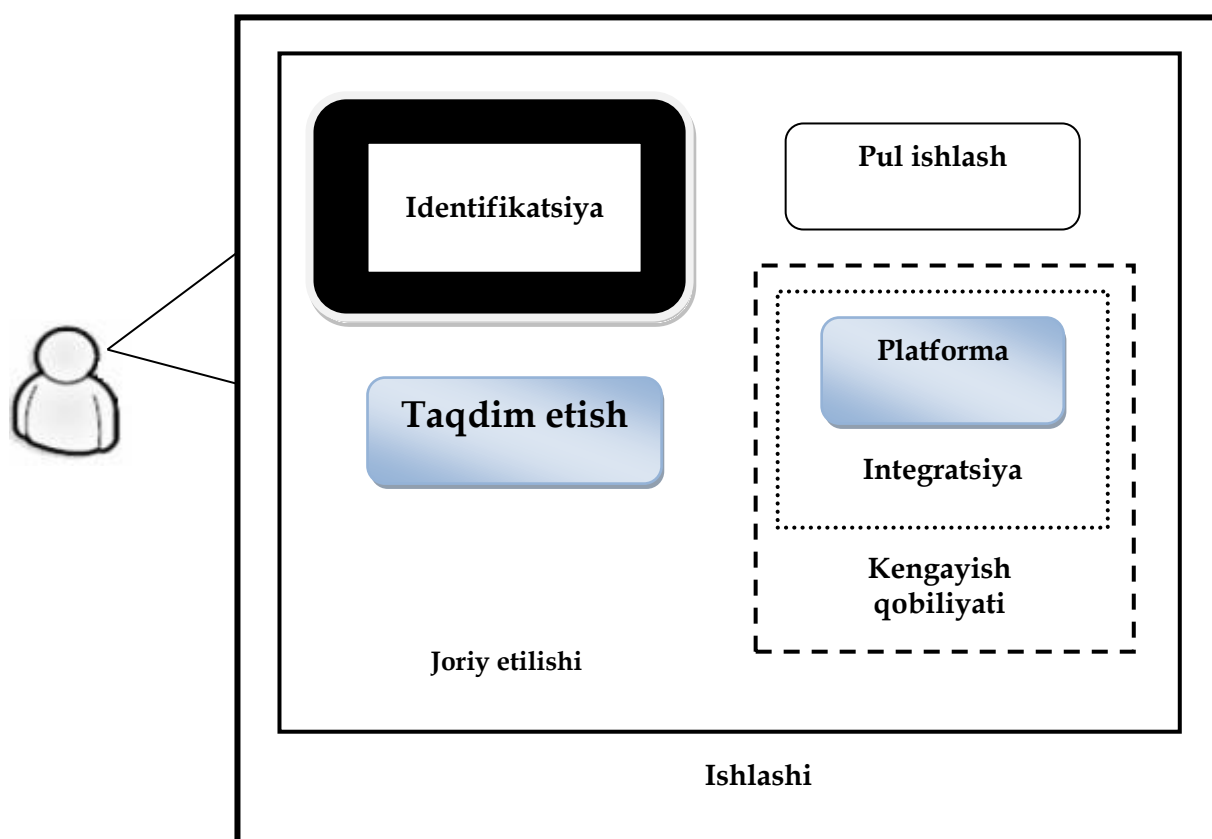 Identifikatsiya
Pul ishlash
Platforma
Taqdim etish
Integratsiya
Kengayish
qobiliyati
Joriy etilishi
Ishlashi